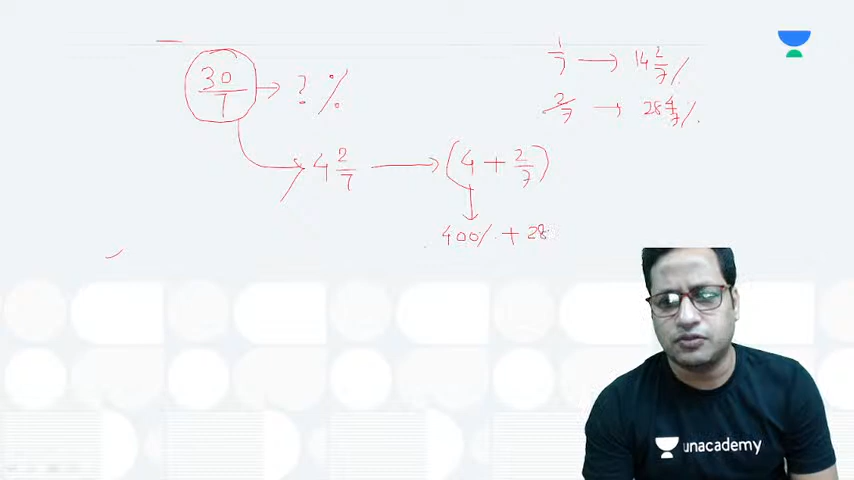 30/7 → ? %
1/7 → 14 2/7 %
2/7 → 28 4/7 %.
4 2/7 → (4 + 2/7)
400% + 28
unacademy